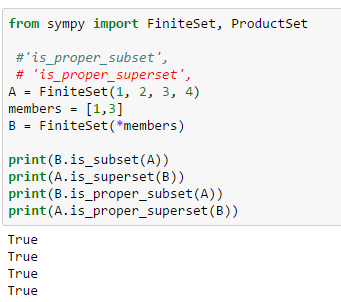 from sympy import FiniteSet, ProductSet
#'is_proper_subset',
# 'is_proper_superset',
A = FiniteSet(1, 2, 3, 4)
members = [1,3]
B = FiniteSet(*members)
print(B.is_subset(A))
print(A.is_superset(B))
print(B.is_proper_subset(A))
print(A.is_proper_superset(B))
True
True
True
True